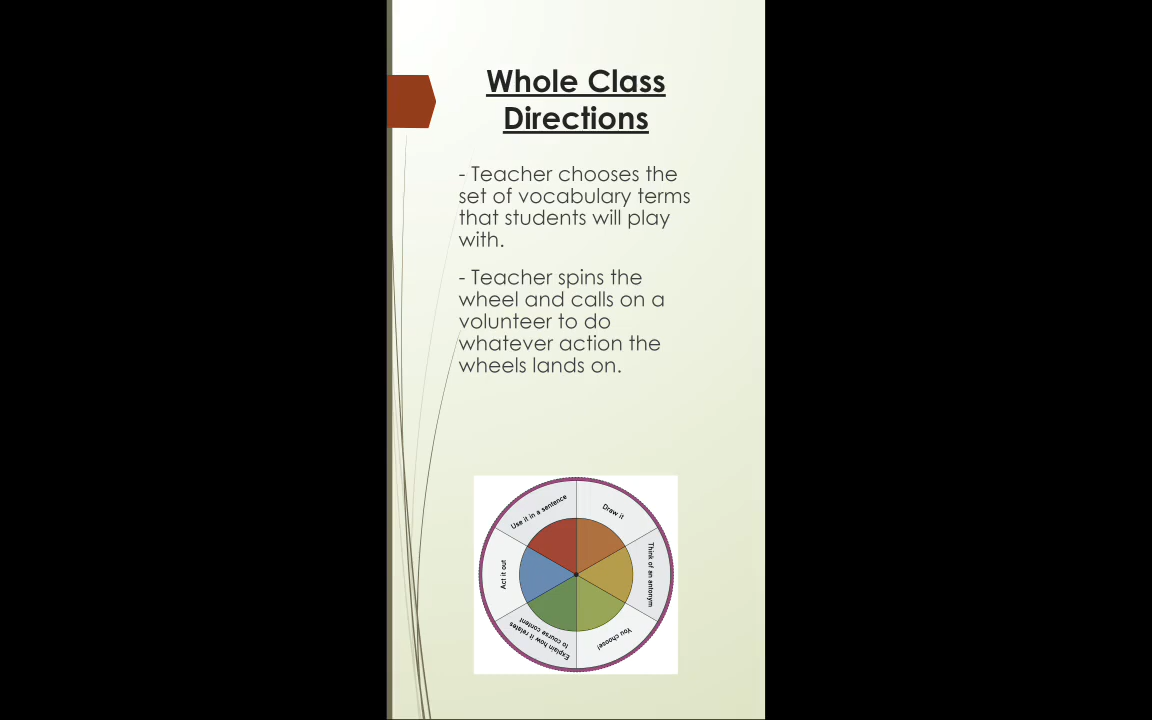 Whole Class
Directions
- Teacher chooses the
set of vocabulary terms
that students will play
with.
- Teacher spins the
wheel and calls on a
volunteer to do
whatever action the
wheels lands on.
Use it in a sentence
Draw it
Think of an antonym
You choose!
Explain how it relates
to course content
Act it out